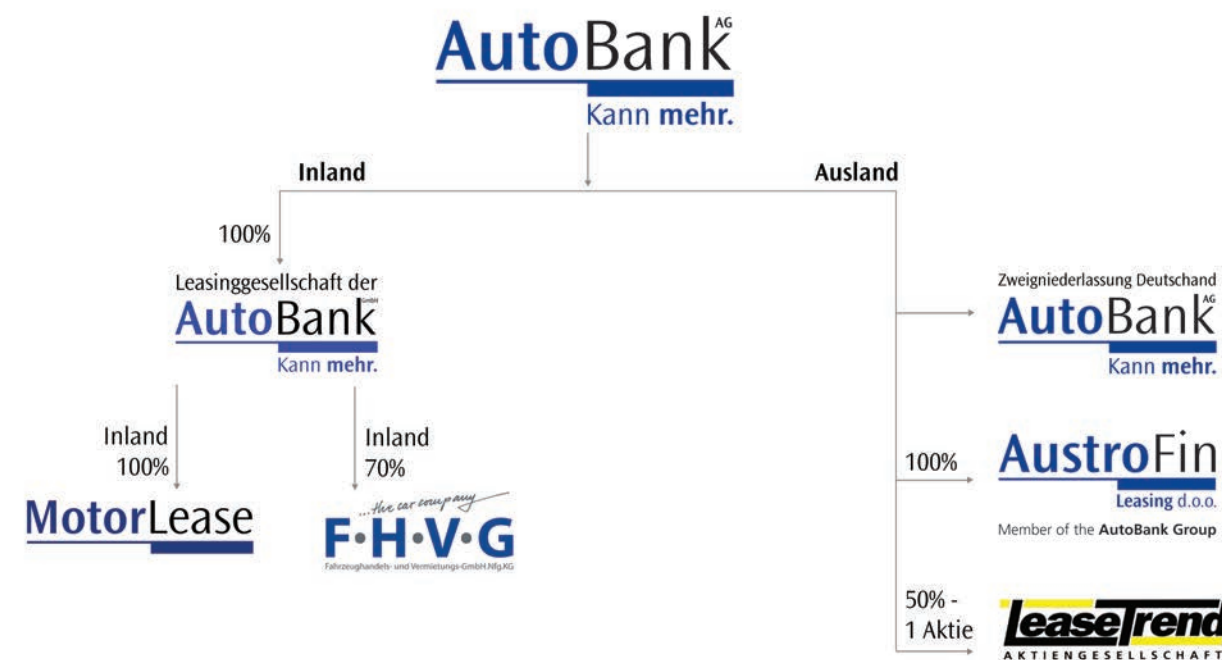 AutoBank AG
Kann mehr.
Inland
Ausland
100%
Leasinggesellschaft der
AutoBank GmbH
Kann mehr.
Inland
100%
MotorLease
Inland
70%
...the car company
F•H•V•G
Fahrzeughandels- und Vermietungs-GmbH.Nfg.KG
Zweigniederlassung Deutschand
AutoBank AG
Kann mehr.
100%
AustroFin
Leasing d.o.o.
Member of the AutoBank Group
50% -
1 Aktie
LeaseTrend
AKTIENGESELLSCHAFT